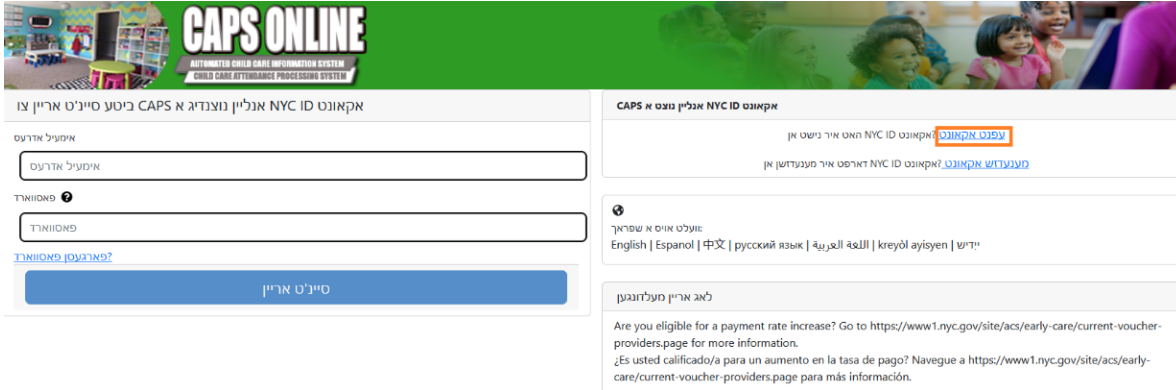 CAPS ONLINE
AUTOMATED CHILD CARE INFORMATION SYSTEM
CHILD CARE ATTENDANCE PROCESSING SYSTEM
אקאונט NYC ID אנליין נוצנדיג א CAPS ביטע סיינ'ט אריין צו
אימעיל אדרעס
אימעיל אדרעס
פאסווארד
פאסווארד
פארגעסן פאסווארד?
סיינ'ט אריין
אקאונט NYC ID אנליין נוצט א CAPS
עפנט אקאונט ?אקאונט NYC ID האט איר נישט אן
מענעדזש אקאונט ?אקאונט NYC ID דארפט איר מענעדזשן אן
וועלט אויס א שפראך:
English | Espanol | 中文 | русский язык | اللغة العربية | kreyòl ayisyen | ייִדיש
לאג אריין מעלדונגען
Are you eligible for a payment rate increase? Go to https://www1.nyc.gov/site/acs/early-care/current-voucher-
providers.page for more information.
¿Es usted calificado/a para un aumento en la tasa de pago? Navegue a https://www1.nyc.gov/site/acs/early-
care/current-voucher-providers.page para más información.